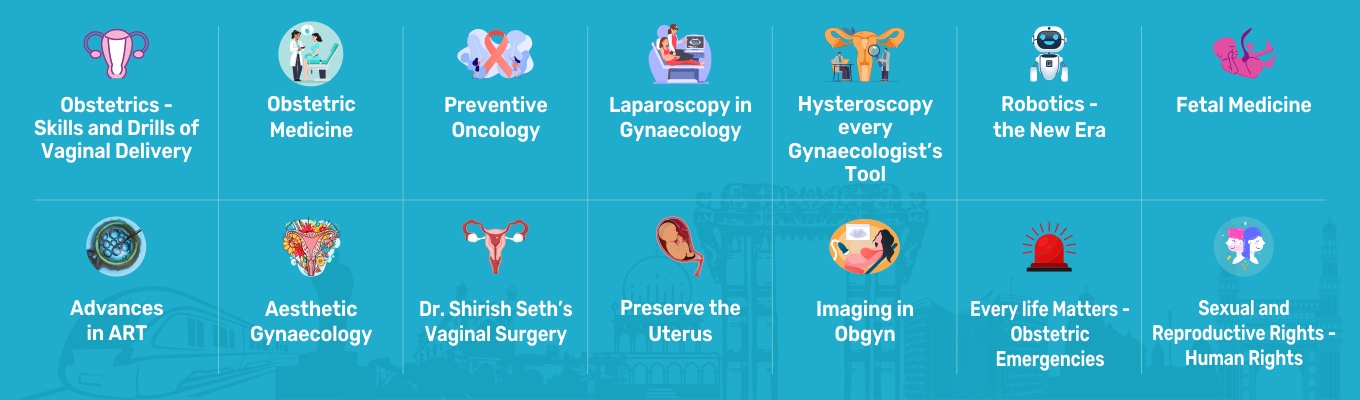 Obstetrics -
Skills and Drills of
Vaginal Delivery
Obstetric
Medicine
Preventive
Oncology
Laparoscopy in
Gynaecology
Hysteroscopy
every
Gynaecologist's
Tool
Robotics -
the New Era
Fetal Medicine
Advances
in ART
Aesthetic
Gynaecology
Dr. Shirish Seth's
Vaginal Surgery
Preserve the
Uterus
Imaging in
Obgyn
Every life Matters -
Obstetric
Emergencies
Sexual and
Reproductive Rights -
Human Rights